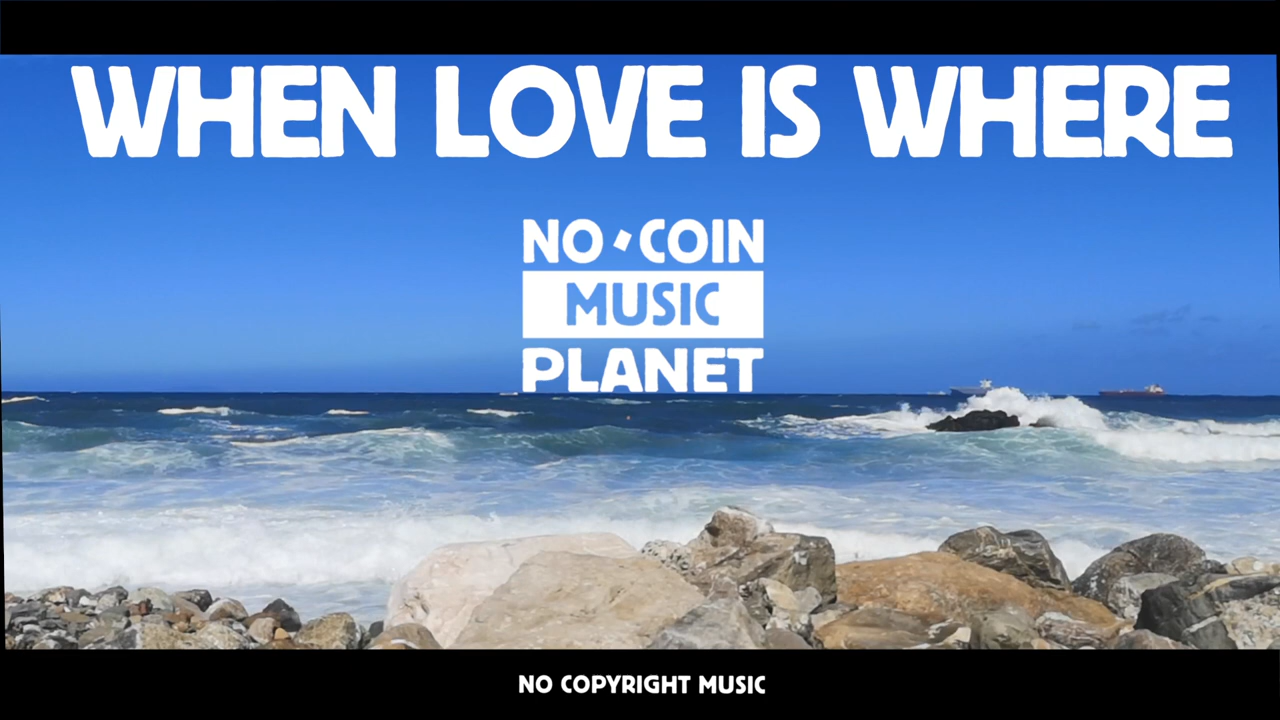 WHEN LOVE IS WHERE
NO·COIN
MUSIC
PLANET
NO COPYRIGHT MUSIC